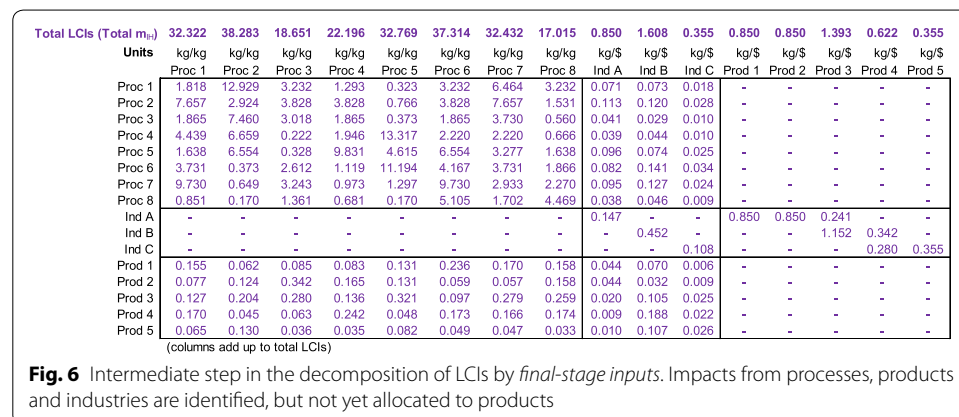 Total LCIs (Total mᵢₕ) 32.322 38.283 18.651 22.196 32.769 37.314 32.432 17.015 0.850 1.608 0.355 0.850 0.850 1.393 0.622 0.355
Units kg/kg kg/kg kg/kg kg/kg kg/kg kg/kg kg/kg kg/kg kg/$ kg/$ kg/$ kg/$ kg/$ kg/$ kg/$ kg/$
Proc 1 Proc 2 Proc 3 Proc 4 Proc 5 Proc 6 Proc 7 Proc 8 Ind A Ind B Ind C Prod 1 Prod 2 Prod 3 Prod 4 Prod 5
Proc 1 1.818 12.929 3.232 1.293 0.323 3.232 6.464 3.232 0.071 0.073 0.018 - - - - -
Proc 2 7.657 2.924 3.828 3.828 0.766 3.828 7.657 1.531 0.113 0.120 0.028 - - - - -
Proc 3 1.865 7.460 3.018 1.865 0.373 1.865 3.730 0.560 0.041 0.029 0.010 - - - - -
Proc 4 4.439 6.659 0.222 1.946 13.317 2.220 2.220 0.666 0.039 0.044 0.010 - - - - -
Proc 5 1.638 6.554 0.328 9.831 4.615 6.554 3.277 1.638 0.096 0.074 0.025 - - - - -
Proc 6 3.731 0.373 2.612 1.119 11.194 4.167 3.731 1.866 0.082 0.141 0.034 - - - - -
Proc 7 9.730 0.649 3.243 0.973 1.297 9.730 2.933 2.270 0.095 0.127 0.024 - - - - -
Proc 8 0.851 0.170 1.361 0.681 0.170 5.105 1.702 4.469 0.038 0.046 0.009 - - - - -
Ind A - - - - - - - - 0.147 - - 0.850 0.850 0.241 - -
Ind B - - - - - - - - - 0.452 - - - 1.152 0.342 -
Ind C - - - - - - - - - - 0.108 - - - 0.280 0.355
Prod 1 0.155 0.062 0.085 0.083 0.131 0.236 0.170 0.158 0.044 0.070 0.006 - - - - -
Prod 2 0.077 0.124 0.342 0.165 0.131 0.059 0.057 0.158 0.044 0.032 0.009 - - - - -
Prod 3 0.127 0.204 0.280 0.136 0.321 0.097 0.279 0.259 0.020 0.105 0.025 - - - - -
Prod 4 0.170 0.045 0.063 0.242 0.048 0.173 0.166 0.174 0.009 0.188 0.022 - - - - -
Prod 5 0.065 0.130 0.036 0.035 0.082 0.049 0.047 0.033 0.010 0.107 0.026 - - - - -
(columns add up to total LCIs)
Fig. 6 Intermediate step in the decomposition of LCIs by final-stage inputs. Impacts from processes, products
and industries are identified, but not yet allocated to products